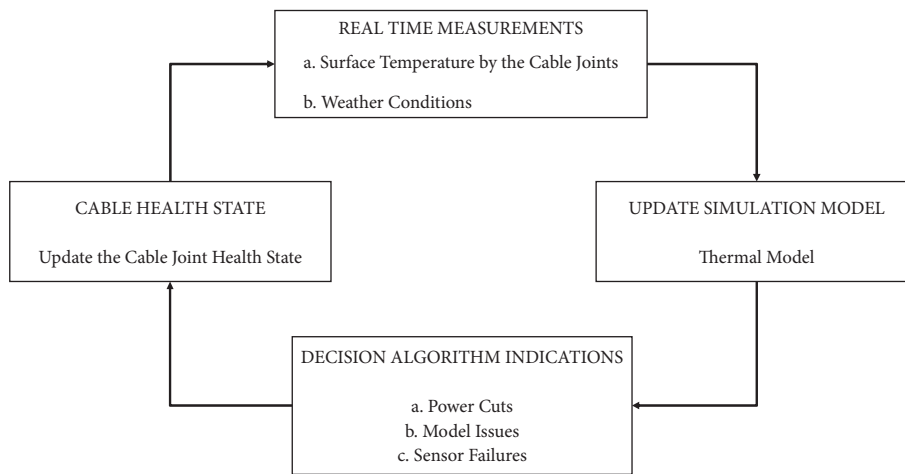 REAL TIME MEASUREMENTS
a. Surface Temperature by the Cable Joints
b. Weather Conditions
CABLE HEALTH STATE
Update the Cable Joint Health State
UPDATE SIMULATION MODEL
Thermal Model
DECISION ALGORITHM INDICATIONS
a. Power Cuts
b. Model Issues
c. Sensor Failures